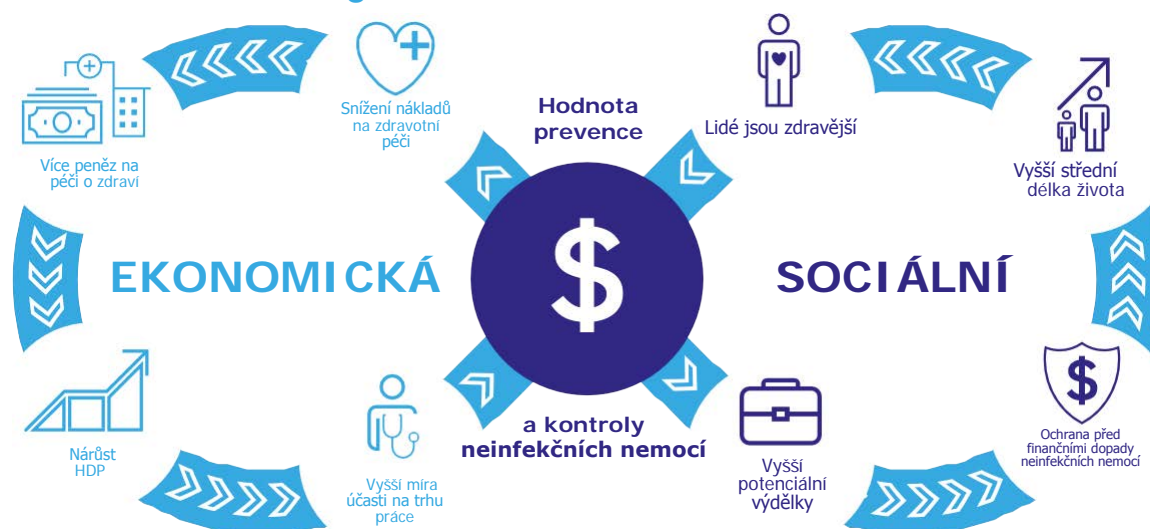 Snížení nákladů
na zdravotní
péči
Hodnota
prevence
Lidé jsou zdravější
Více peněz na
péči o zdraví
Vyšší střední
délka života
EKONOMICKÁ
$
SOCIÁLNÍ
$
Nárůst
HDP
Vyšší míra
účasti na trhu
práce
a kontroly
neinfekčních nemocí
Vyšší
potenciální
výdělky
Ochrana před
finančními dopady
neinfekčních nemocí